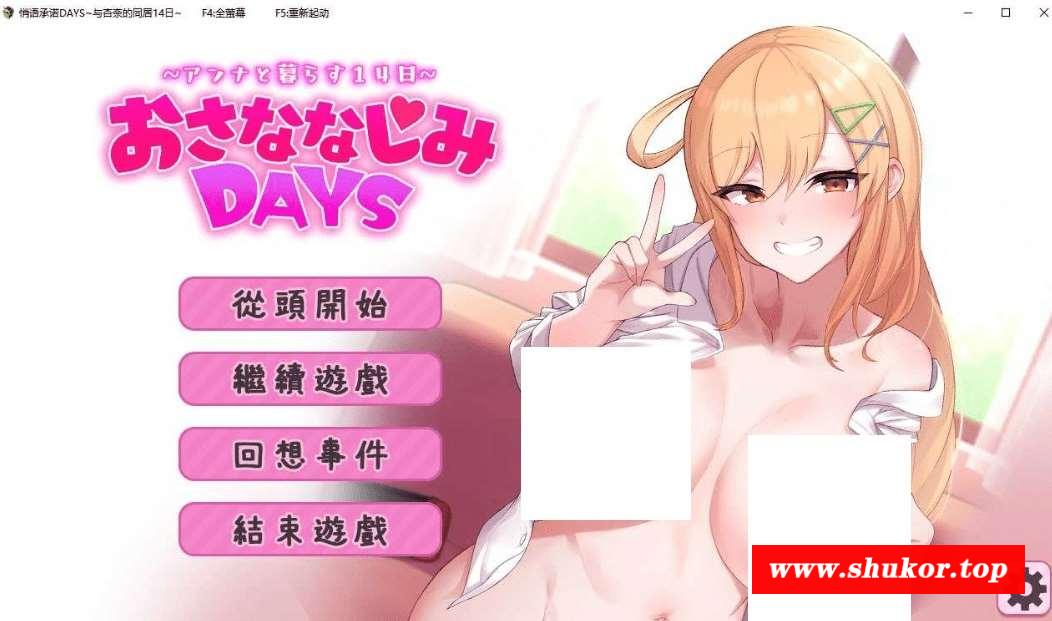 悄语承诺DAYS~与杏奈的同居14日~ F4:全萤幕 F5:重新起动
~アンナと暮らす14日~
おさななじみ
DAYS
從頭開始
繼續遊戲
回想事件
結束遊戲
www.shukor.top